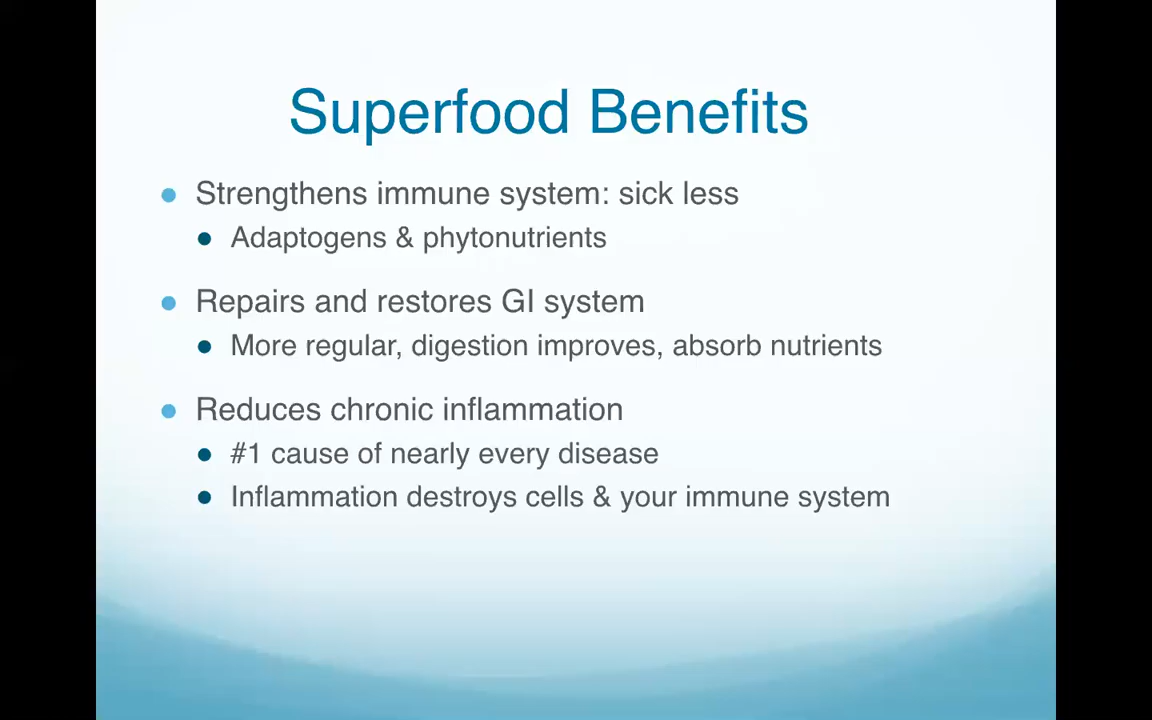 Superfood Benefits
Strengthens immune system: sick less
Adaptogens & phytonutrients
Repairs and restores GI system
More regular, digestion improves, absorb nutrients
Reduces chronic inflammation
#1 cause of nearly every disease
Inflammation destroys cells & your immune system